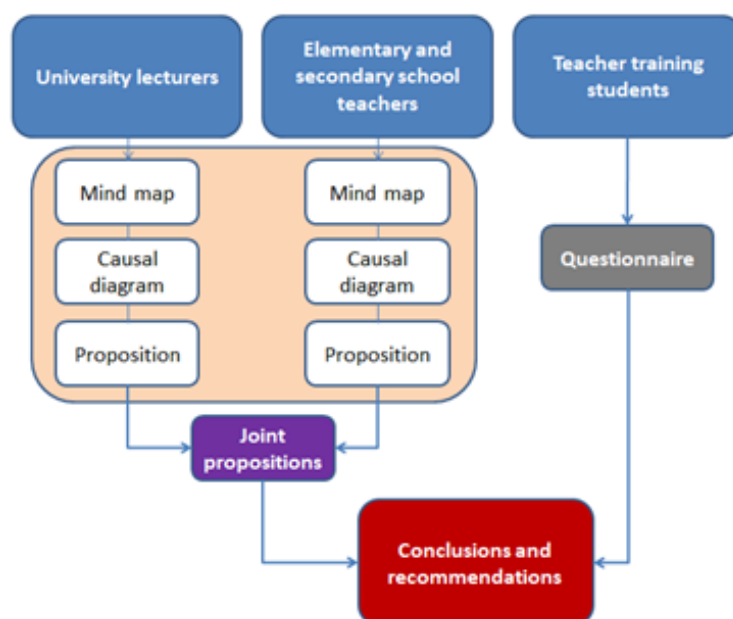 University lecturers
Elementary and
secondary school
teachers
Teacher training
students
Mind map
Mind map
Causal
diagram
Causal
diagram
Questionnaire
Proposition
Proposition
Joint
propositions
Conclusions and
recommendations